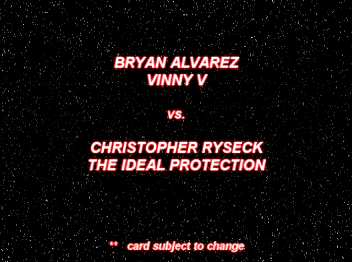 BRYAN ALVAREZ
VINNY V
vs.
CHRISTOPHER RYSECK
THE IDEAL PROTECTION
** card subject to change